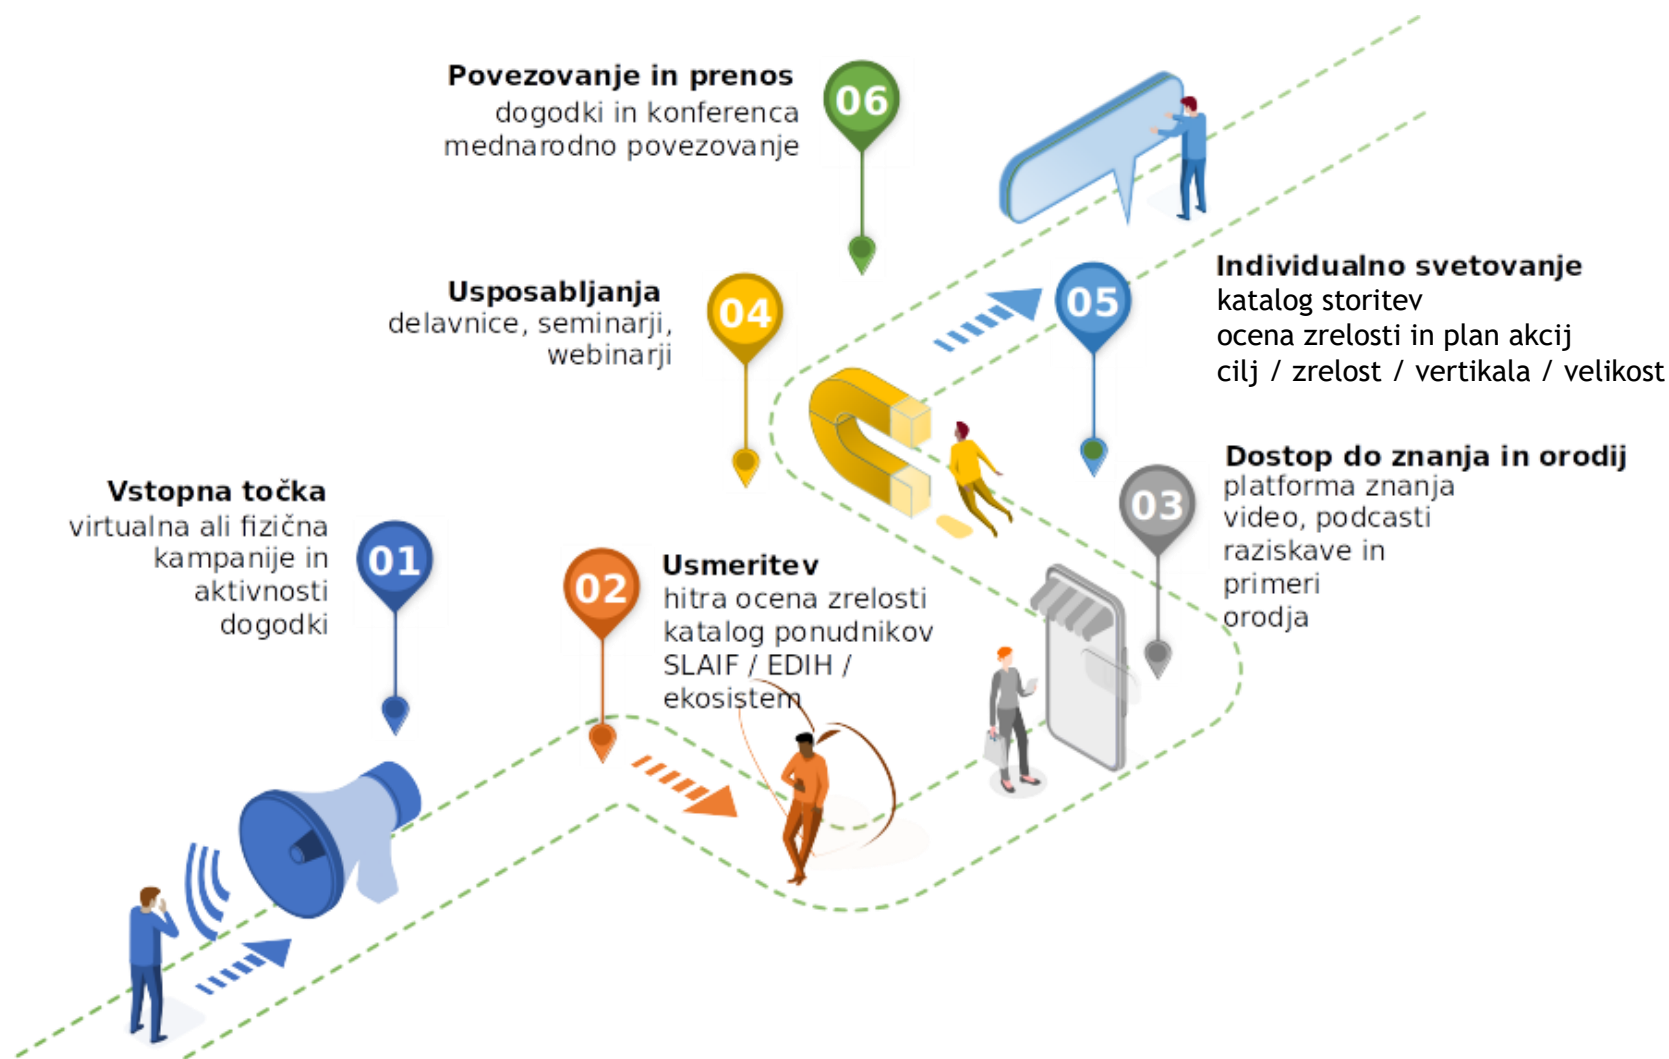 01
Vstopna točka
virtualna ali fizična
kampanije in
aktivnosti
dogodki
02
Usmeritev
hitra ocena zrelosti
katalog ponudnikov
SLAIF / EDIH /
ekosistem
03
Dostop do znanja in orodij
platforma znanja
video, podcasti
raziskave in
primeri
orodja
04
Usposabljanja
delavnice, seminarji,
webinarji
05
Individualno svetovanje
katalog storitev
ocena zrelosti in plan akcij
cilj / zrelost / vertikala / velikost
06
Povezovanje in prenos
dogodki in konferenca
mednarodno povezovanje